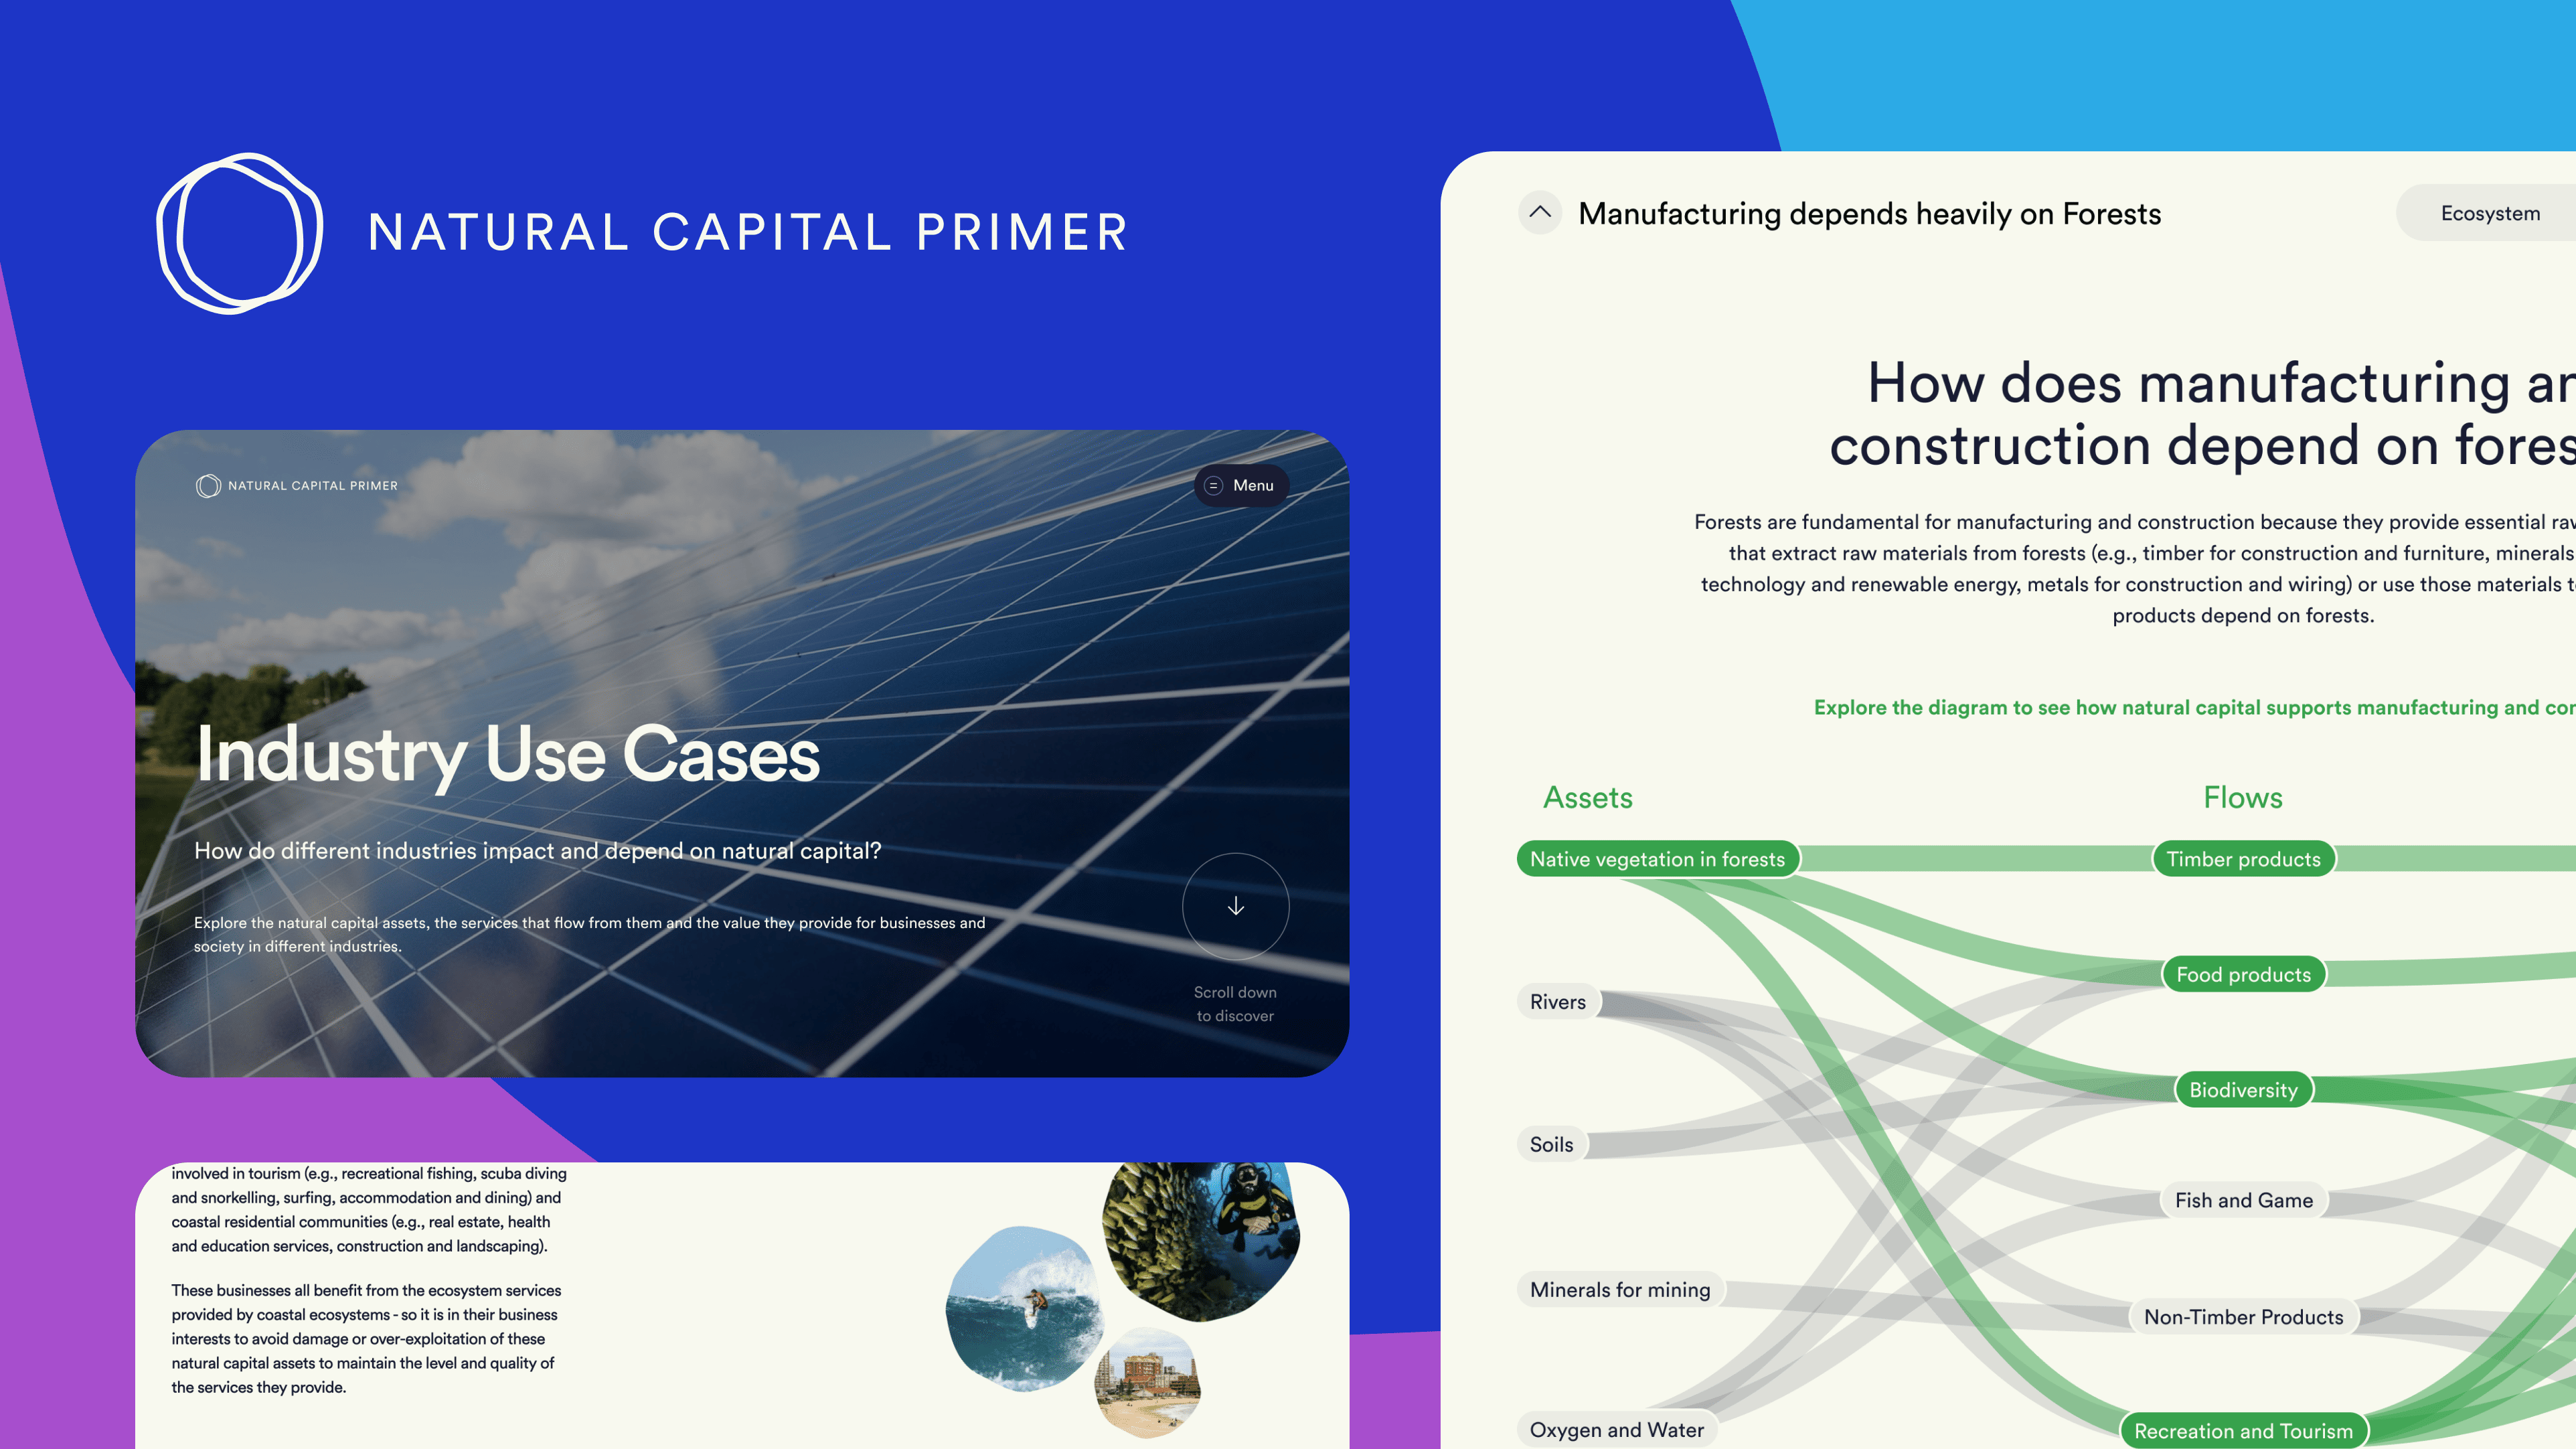 NATURAL CAPITAL PRIMER
NATURAL CAPITAL PRIMER
Menu
Industry Use Cases
How do different industries impact and depend on natural capital?
Explore the natural capital assets, the services that flow from them and the value they provide for businesses and
society in different industries.
Scroll down
to discover
involved in tourism (e.g., recreational fishing, scuba diving
and snorkelling, surfing, accommodation and dining) and
coastal residential communities (e.g., real estate, health
and education services, construction and landscaping).
These businesses all benefit from the ecosystem services
provided by coastal ecosystems - so it is in their business
interests to avoid damage or over-exploitation of these
natural capital assets to maintain the level and quality of
the services they provide.
Manufacturing depends heavily on Forests
Ecosystem
How does manufacturing an
construction depend on fores
Forests are fundamental for manufacturing and construction because they provide essential raw
that extract raw materials from forests (e.g., timber for construction and furniture, minerals
technology and renewable energy, metals for construction and wiring) or use those materials t
products depend on forests.
Explore the diagram to see how natural capital supports manufacturing and con
Assets
Flows
Native vegetation in forests
Timber products
Food products
Rivers
Biodiversity
Soils
Fish and Game
Minerals for mining
Non-Timber Products
Oxygen and Water
Recreation and Tourism